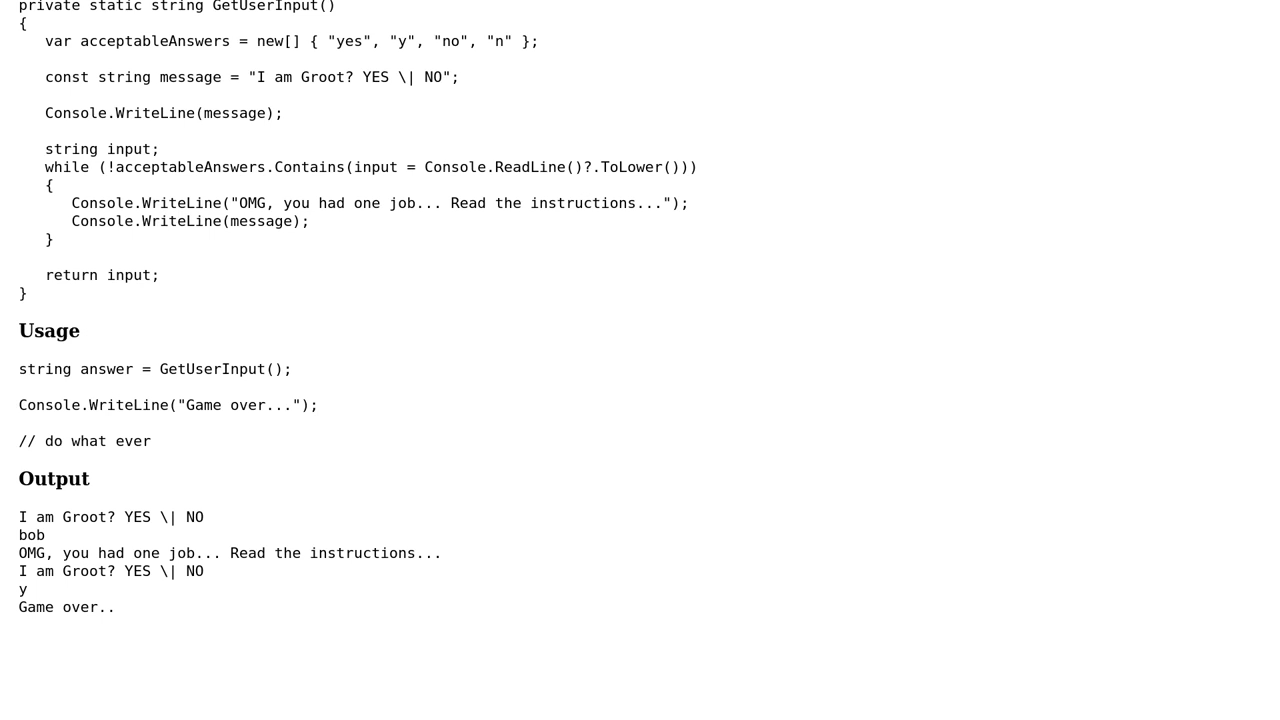 private static string GetUserInput()
{
   var acceptableAnswers = new[] { "yes", "y", "no", "n" };

   const string message = "I am Groot? YES \| NO";

   Console.WriteLine(message);

   string input;
   while (!acceptableAnswers.Contains(input = Console.ReadLine()?.ToLower()))
   {
      Console.WriteLine("OMG, you had one job... Read the instructions...");
      Console.WriteLine(message);
   }

   return input;
}
Usage
string answer = GetUserInput();

Console.WriteLine("Game over...");

// do what ever
Output
I am Groot? YES \| NO
bob
OMG, you had one job... Read the instructions...
I am Groot? YES \| NO
y
Game over..